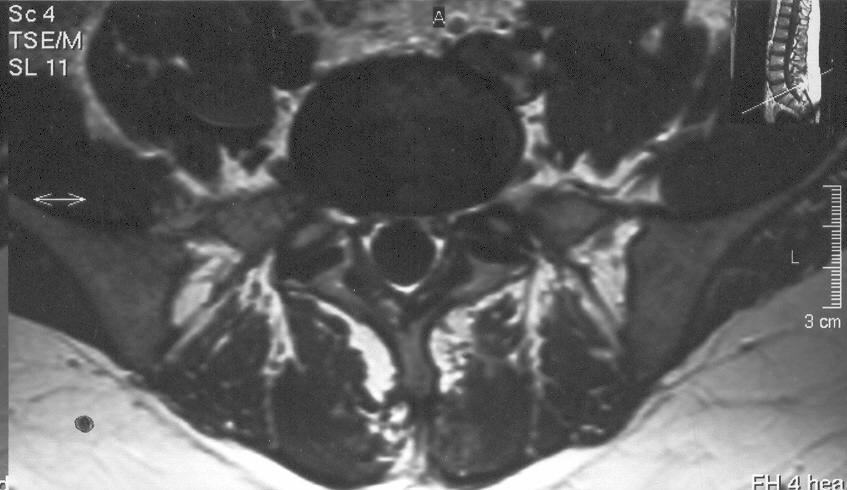 Sc 4
TSE/M
SL 11
A
L
3 cm
d
FH 4 hea